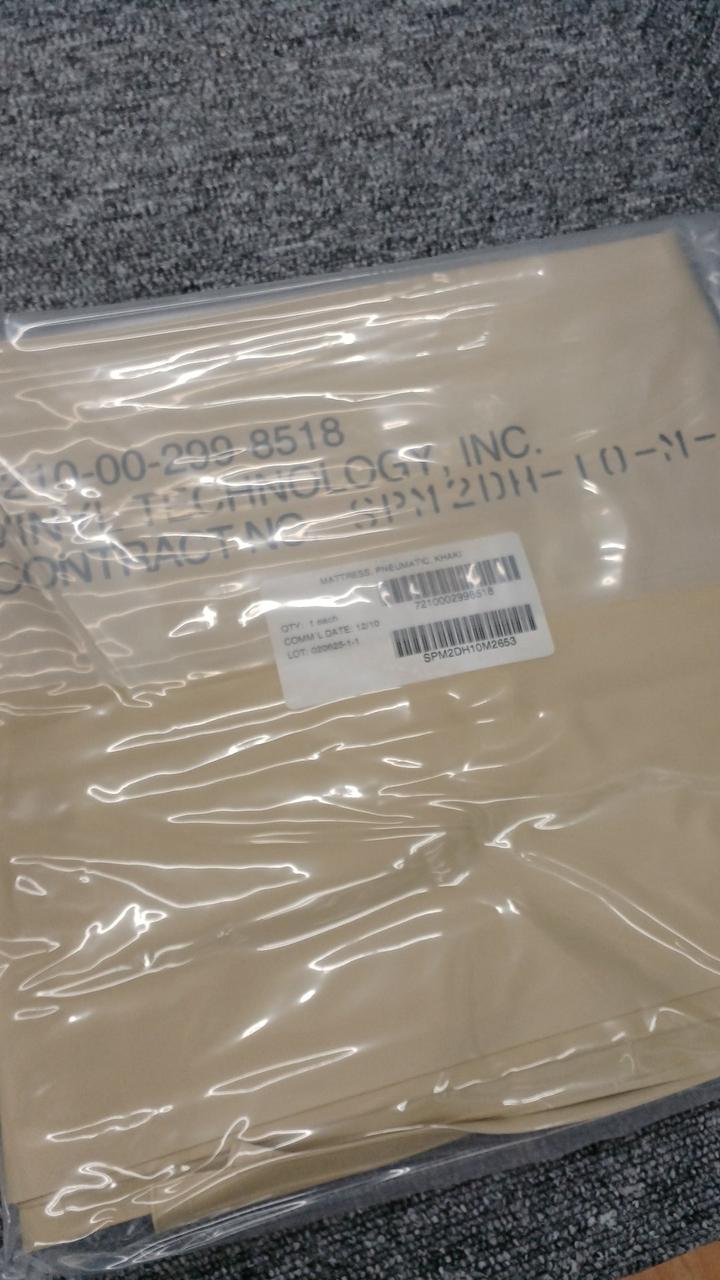 210-00-299-8518
VINYL TECHNOLOGY, INC.
CONTRACT NO. SPM2DH-10-M-
MATTRESS, PNEUMATIC, KHAKI
7210002998518
QTY: 1 each
COMM'L DATE: 12/10
LOT: 020625-1-1
SPM2DH10M2653